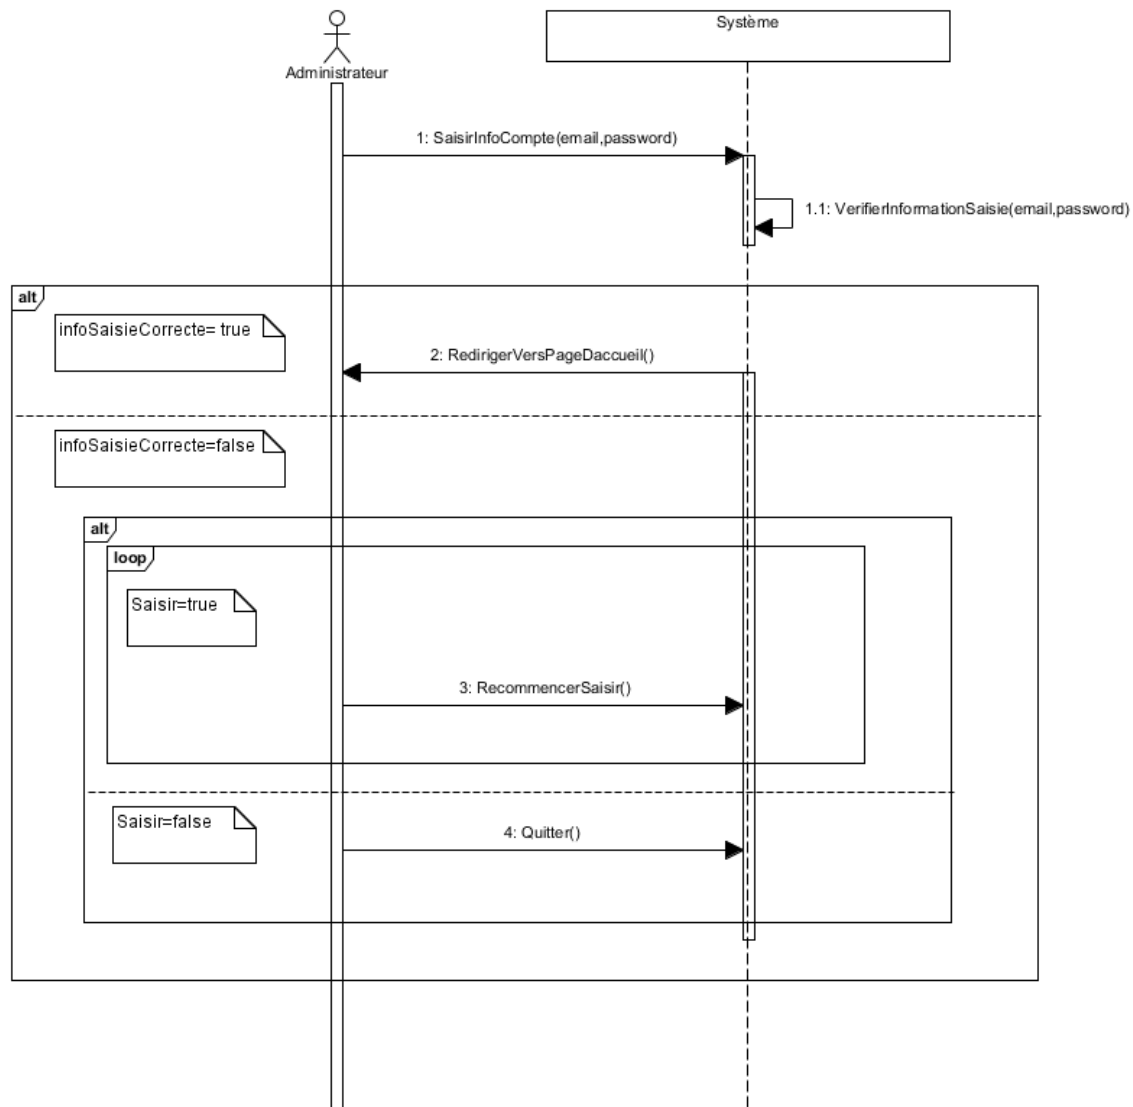 Système
Administrateur
1: SaisirInfoCompte(email,password)
1.1: VerifierInformationSaisie(email,password)
alt
infoSaisieCorrecte= true
2: RedirigerVersPageDaccueil()
infoSaisieCorrecte=false
alt
loop
Saisir=true
3: RecommencerSaisir()
Saisir=false
4: Quitter()